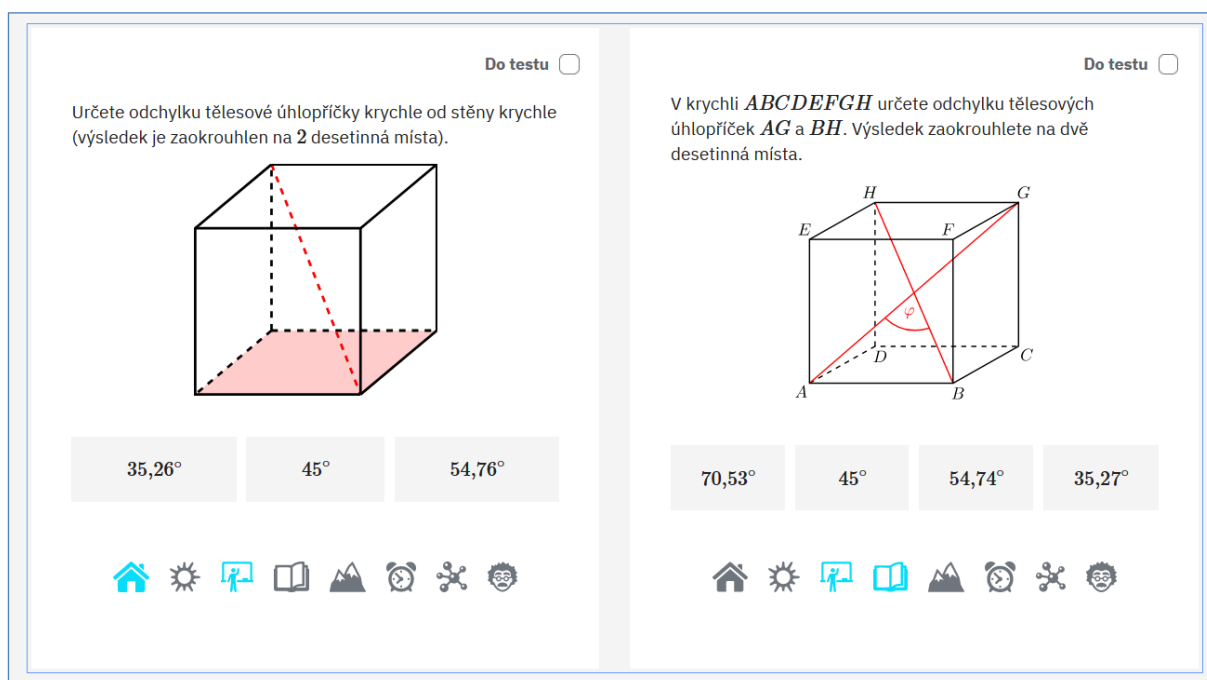 Do testu
Určete odchylku tělesové úhlopříčky krychle od stěny krychle
(výsledek je zaokrouhlen na 2 desetinná místa).
35,26°
45°
54,76°
Do testu
V krychli ABCDEFGH určete odchylku tělesových
úhlopříček AG a BH. Výsledek zaokrouhlete na dvě
desetinná místa.
H
G
E
F
φ
D
C
A
B
70,53°
45°
54,74°
35,27°